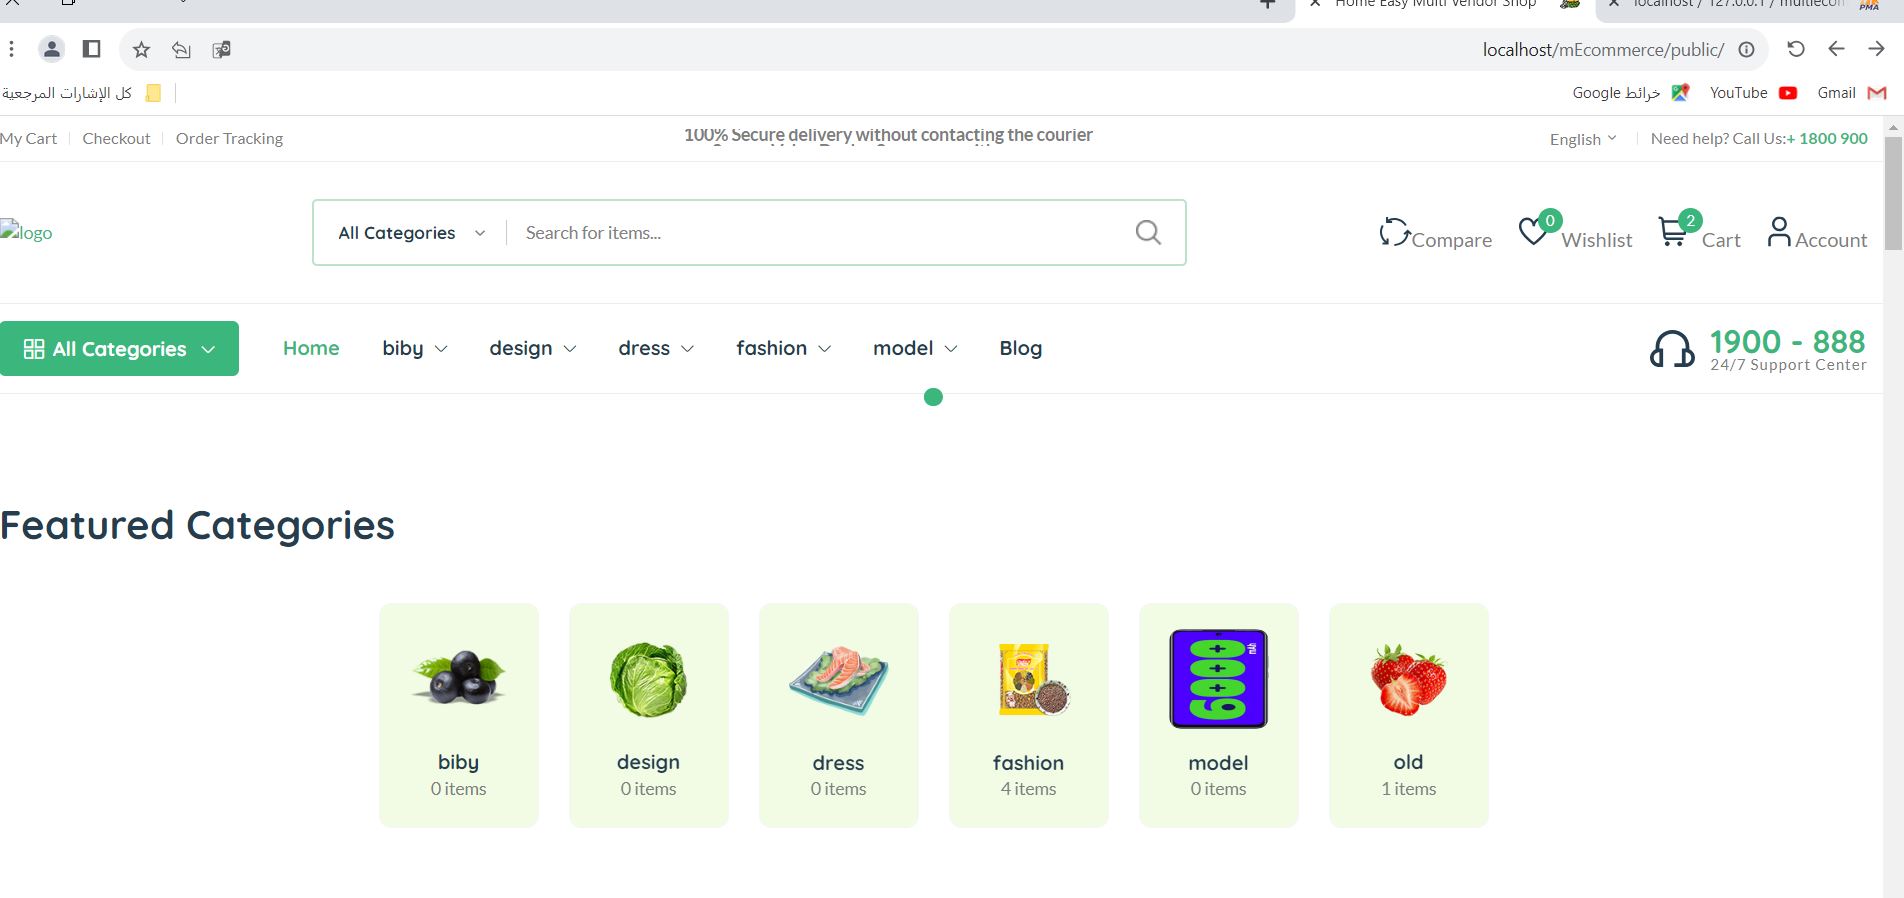 Home Easy Multi Vendor Shop
localhost / 127.0.0.1 /
PMA
localhost/mEcommerce/public/
كل الإشارات المرجعية
خرائط Google
YouTube
Gmail
My Cart
Checkout
Order Tracking
100% Secure delivery without contacting the courier
English
Need help? Call Us:+ 1800 900
logo
All Categories
Search for items...
Compare
0
Wishlist
2
Cart
Account
All Categories
Home
biby
design
dress
fashion
model
Blog
1900 - 888
24/7 Support Center
Featured Categories
biby
0 items
design
0 items
dress
0 items
fashion
4 items
model
0 items
old
1 items